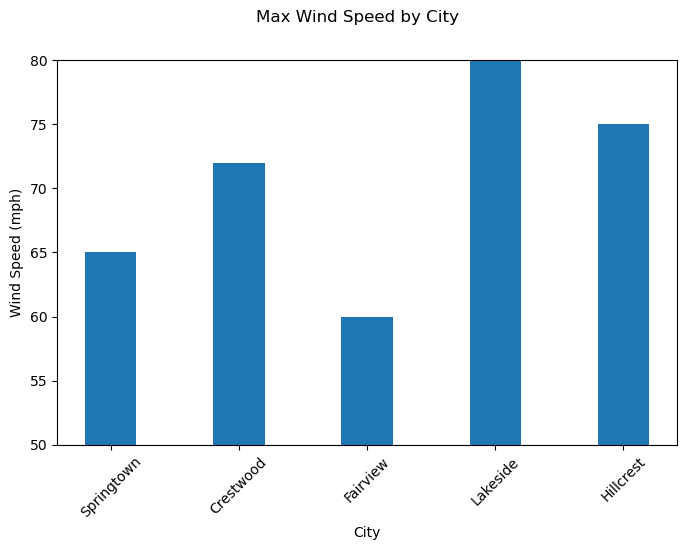 Max Wind Speed by City
Wind Speed (mph)
80
75
70
65
60
55
50
Springtown
Crestwood
Fairview
Lakeside
Hillcrest
City